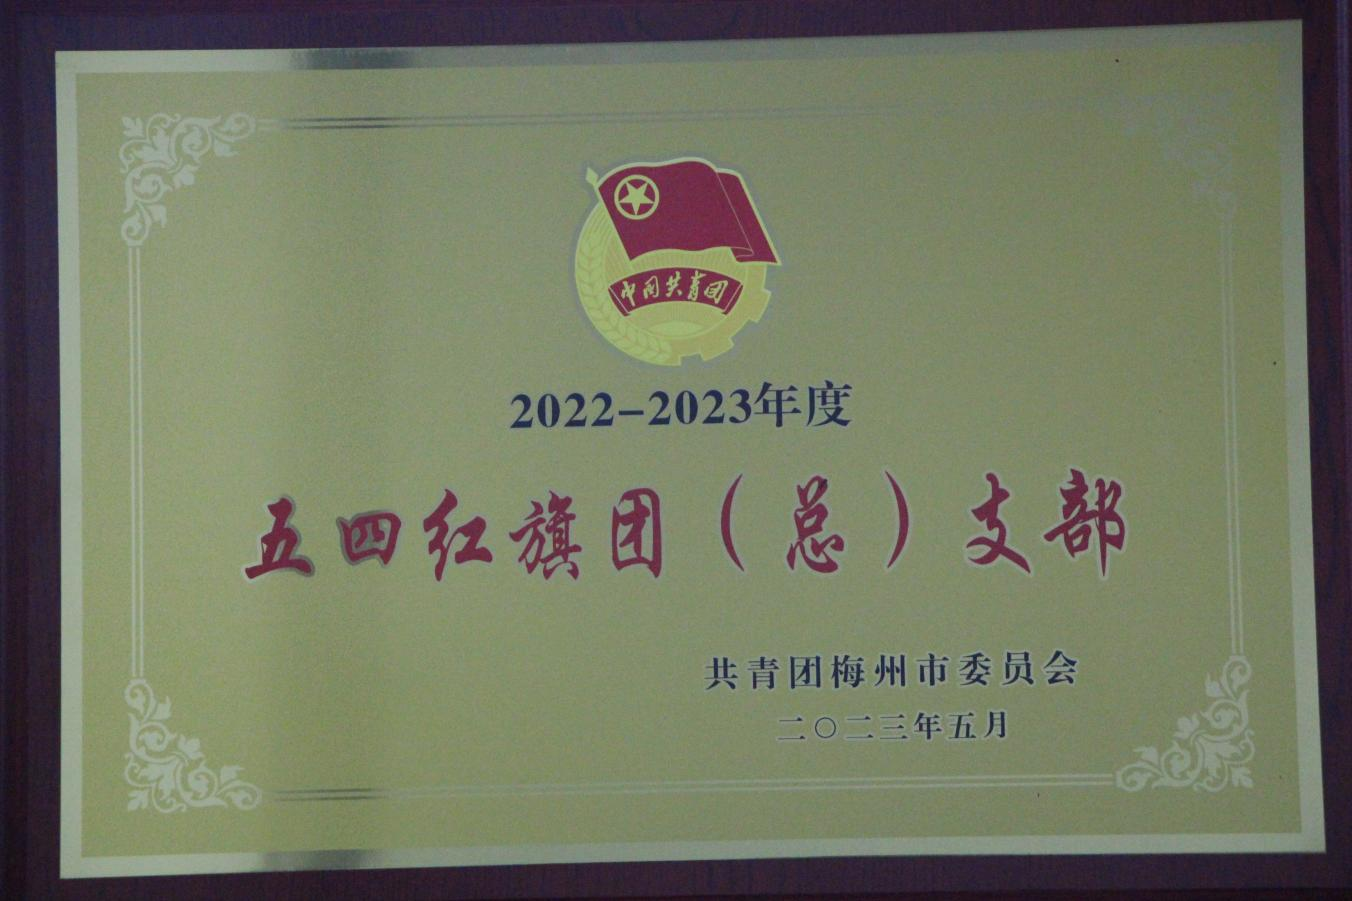 中国共青团
2022-2023年度
五四红旗团（总）支部
共青团梅州市委员会
二〇二三年五月